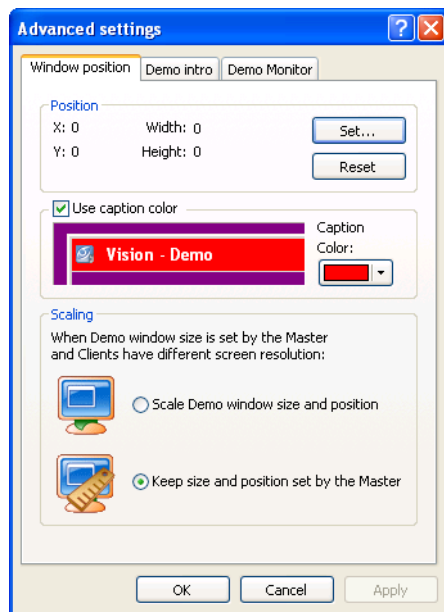 Advanced settings
Window position Demo intro Demo Monitor
Position
X: 0 Width: 0 Set...
Y: 0 Height: 0 Reset
Use caption color
Caption
Color:
Vision - Demo
Scaling
When Demo window size is set by the Master
and Clients have different screen resolution:
Scale Demo window size and position
Keep size and position set by the Master
OK Cancel Apply